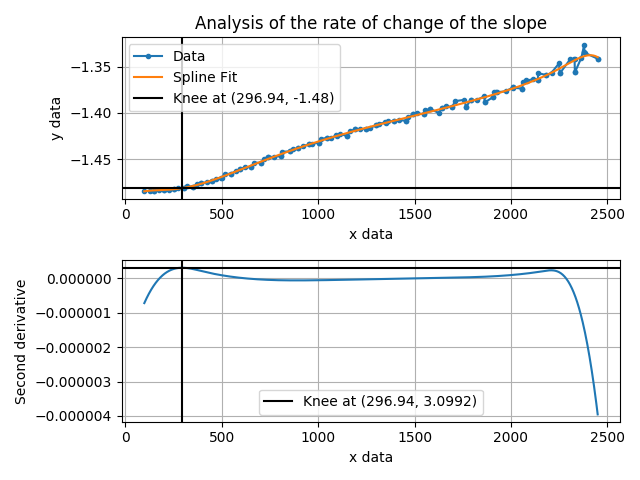 Analysis of the rate of change of the slope
Data
Spline Fit
Knee at (296.94, -1.48)
y data
−1.35
−1.40
−1.45
0 500 1000 1500 2000 2500
x data
Second derivative
0.000000
−0.000001
−0.000002
−0.000003
−0.000004
Knee at (296.94, 3.0992)
0 500 1000 1500 2000 2500
x data